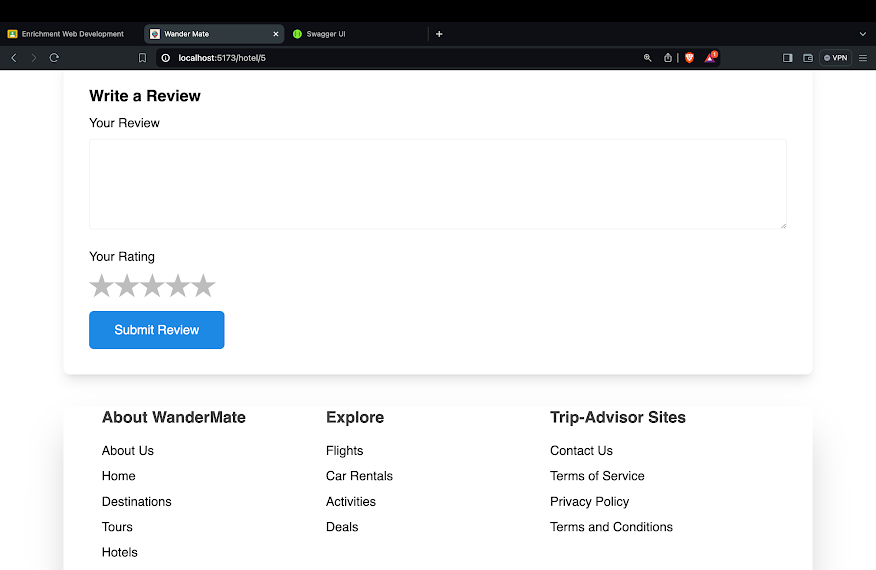 Enrichment Web Development
Wander Mate
Swagger UI
localhost:5173/hotel/5
1
VPN
Write a Review
Your Review
Your Rating
Submit Review
About WanderMate
Explore
Trip-Advisor Sites
About Us
Flights
Contact Us
Home
Car Rentals
Terms of Service
Destinations
Activities
Privacy Policy
Tours
Deals
Terms and Conditions
Hotels